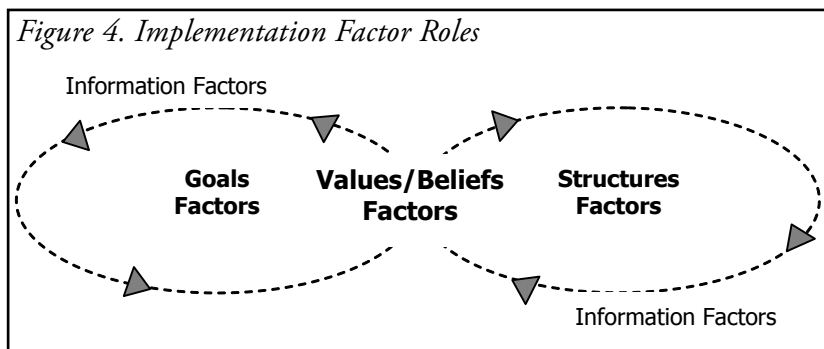 Figure 4. Implementation Factor Roles
Information Factors
Goals
Factors
Values/Beliefs
Factors
Structures
Factors
Information Factors